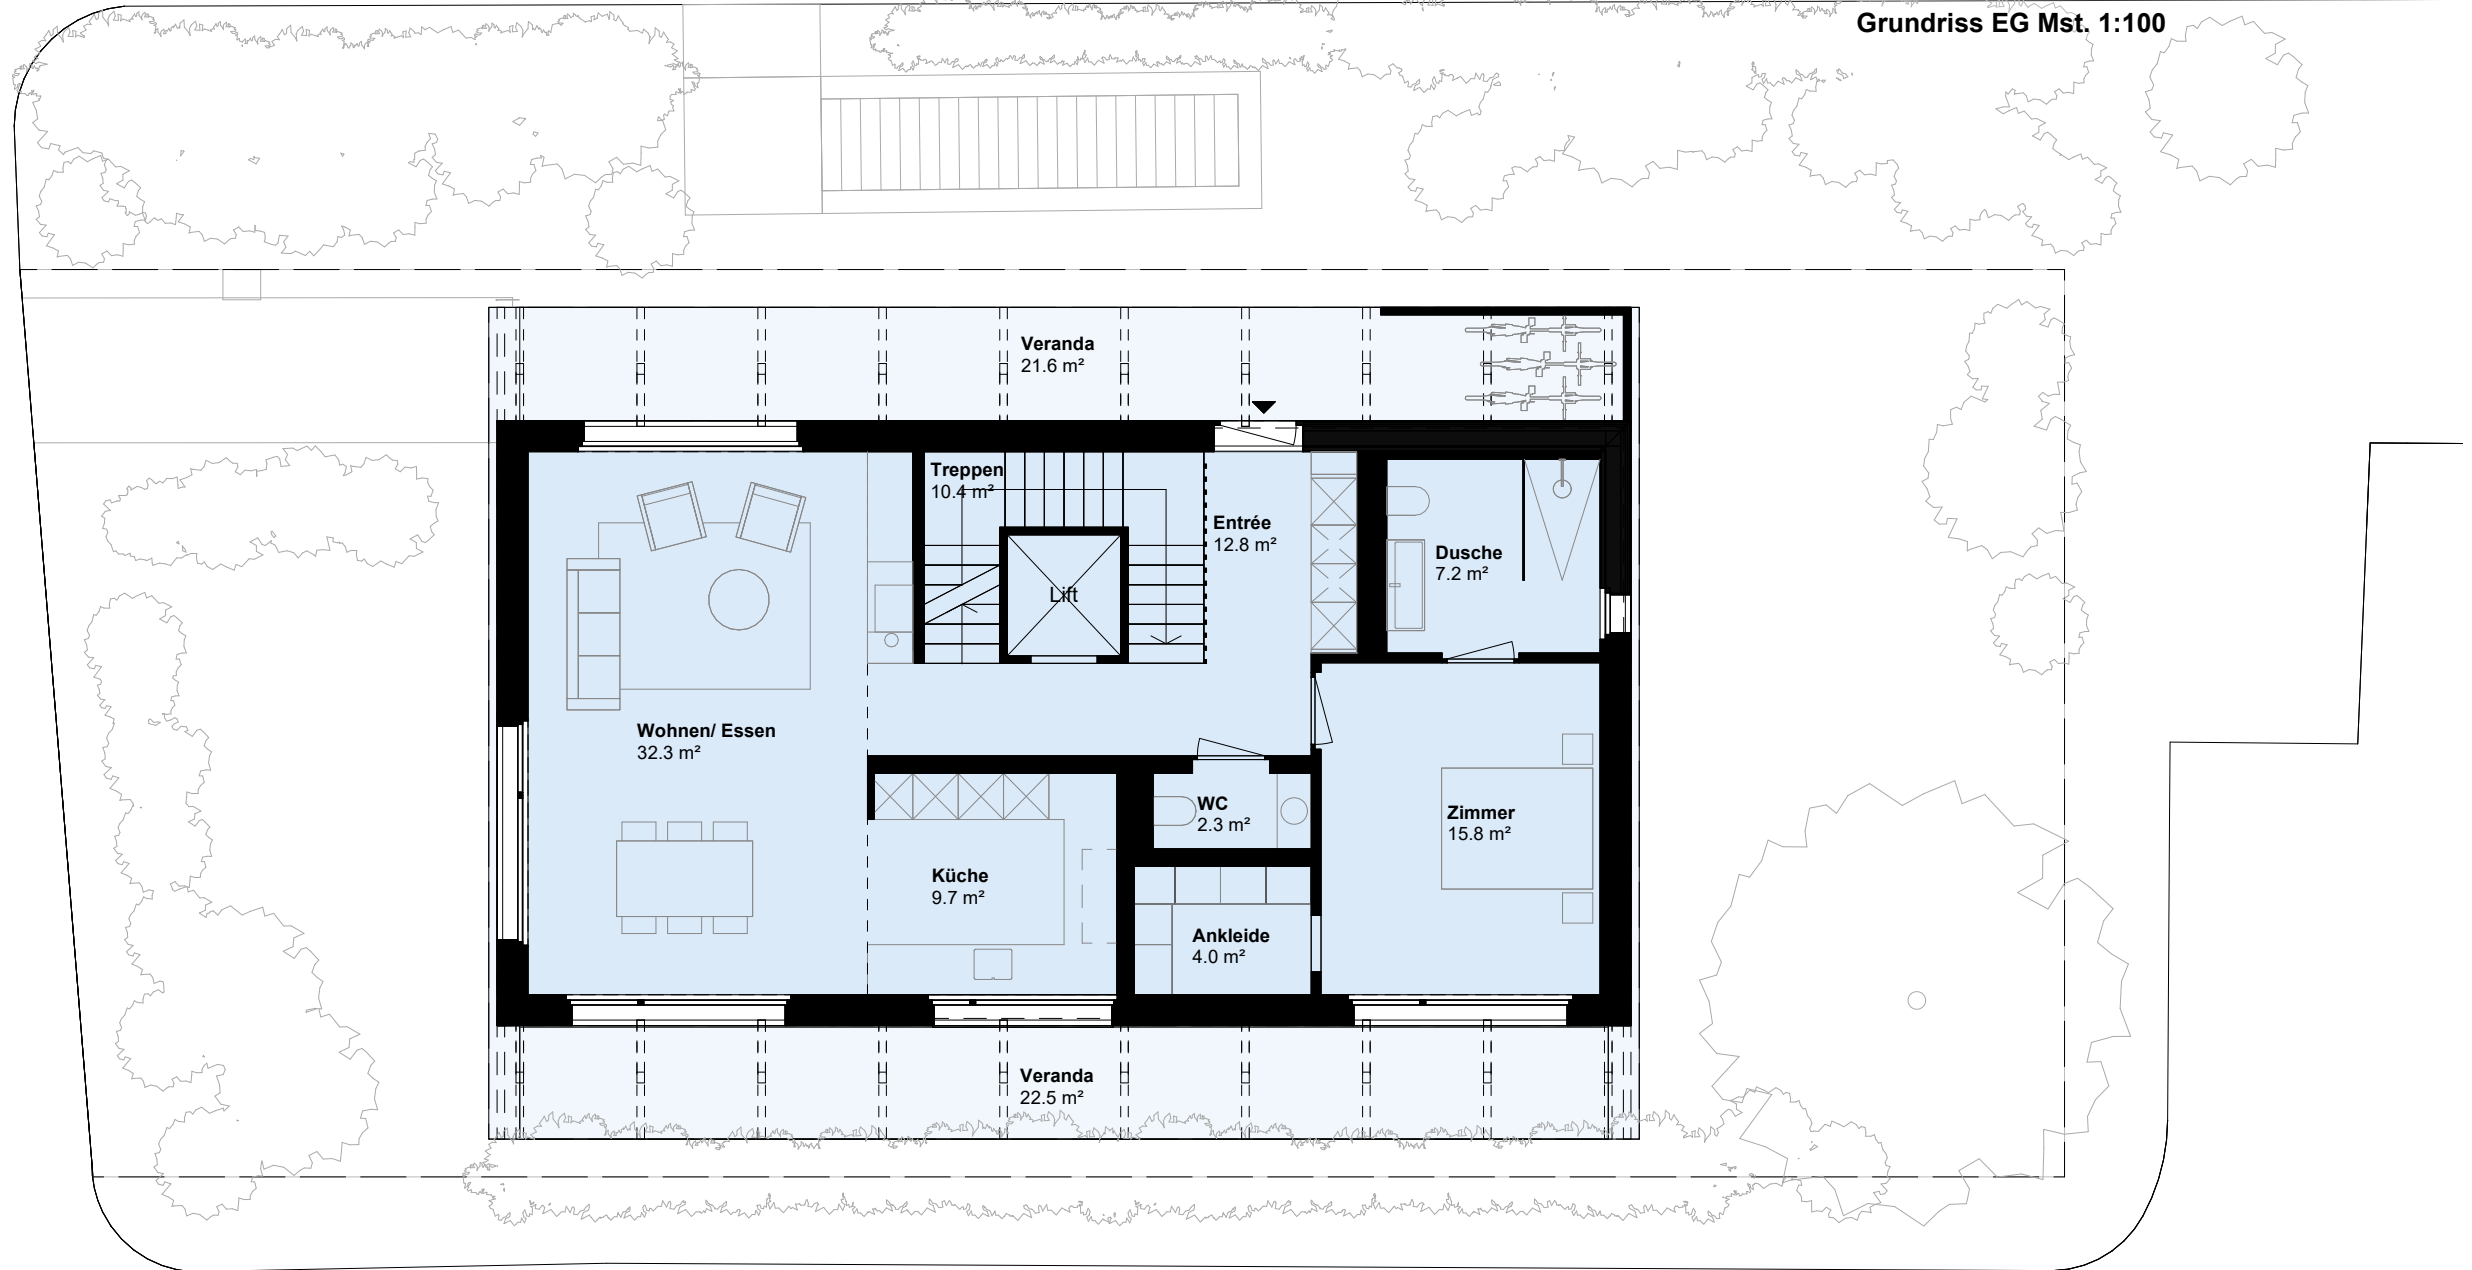 Grundriss EG Mst. 1:100
Veranda
21.6 m²
Treppen
10.4 m²
Entrée
12.8 m²
Dusche
7.2 m²
Lift
Wohnen/ Essen
32.3 m²
WC
2.3 m²
Zimmer
15.8 m²
Küche
9.7 m²
Ankleide
4.0 m²
Veranda
22.5 m²